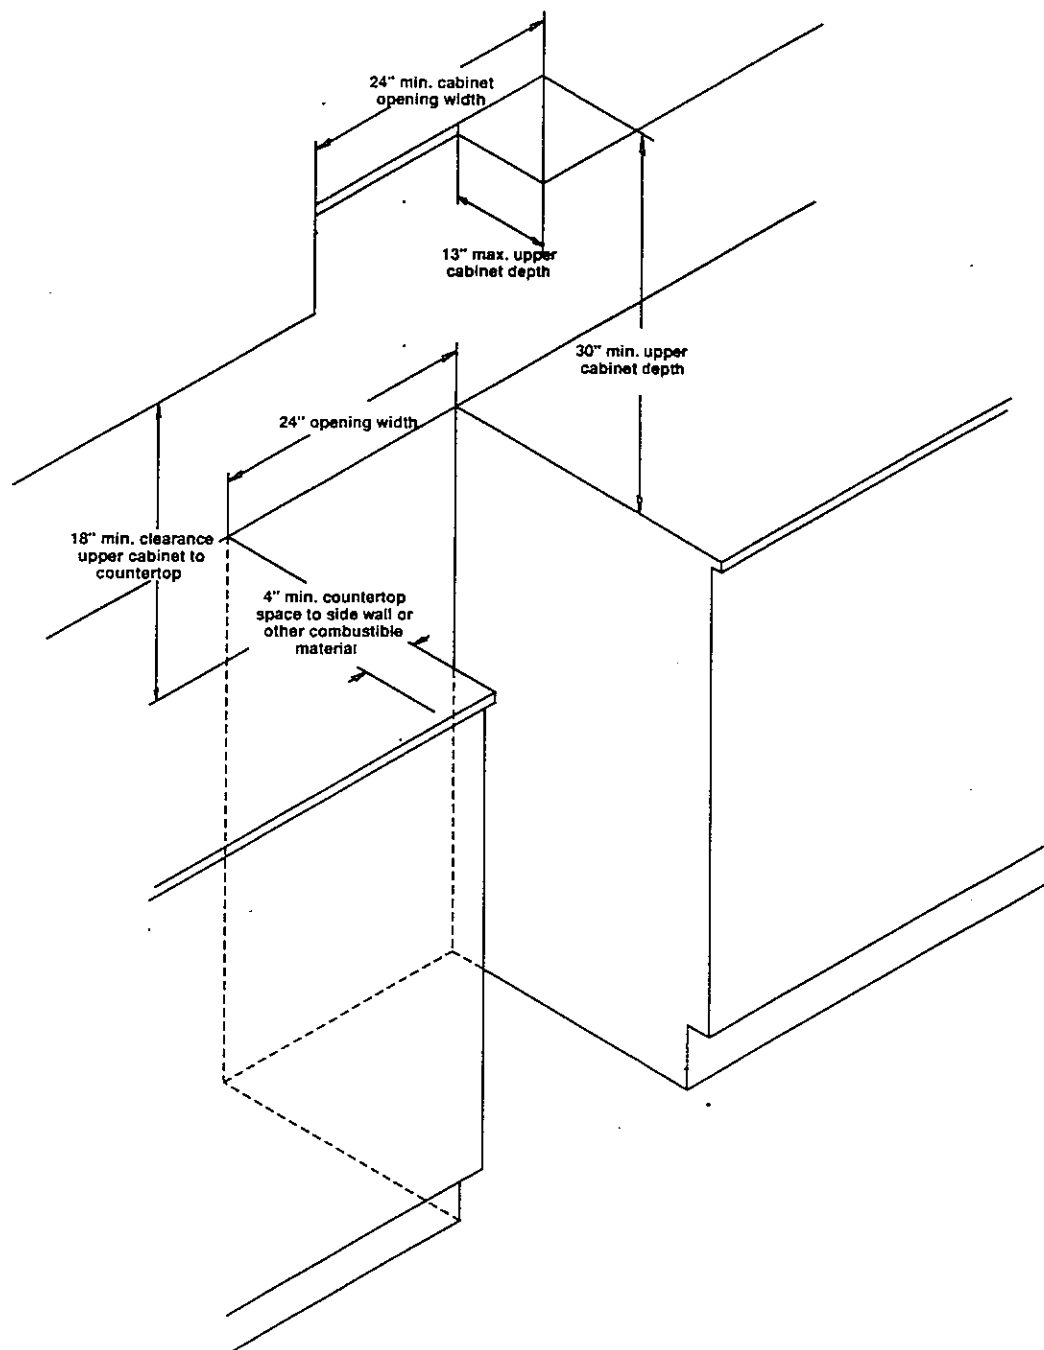 24" min. cabinet
opening width
13" max. upper
cabinet depth
30" min. upper
cabinet depth
24" opening width
18" min. clearance
upper cabinet to
countertop
4" min. countertop
space to side wall or
other combustible
material